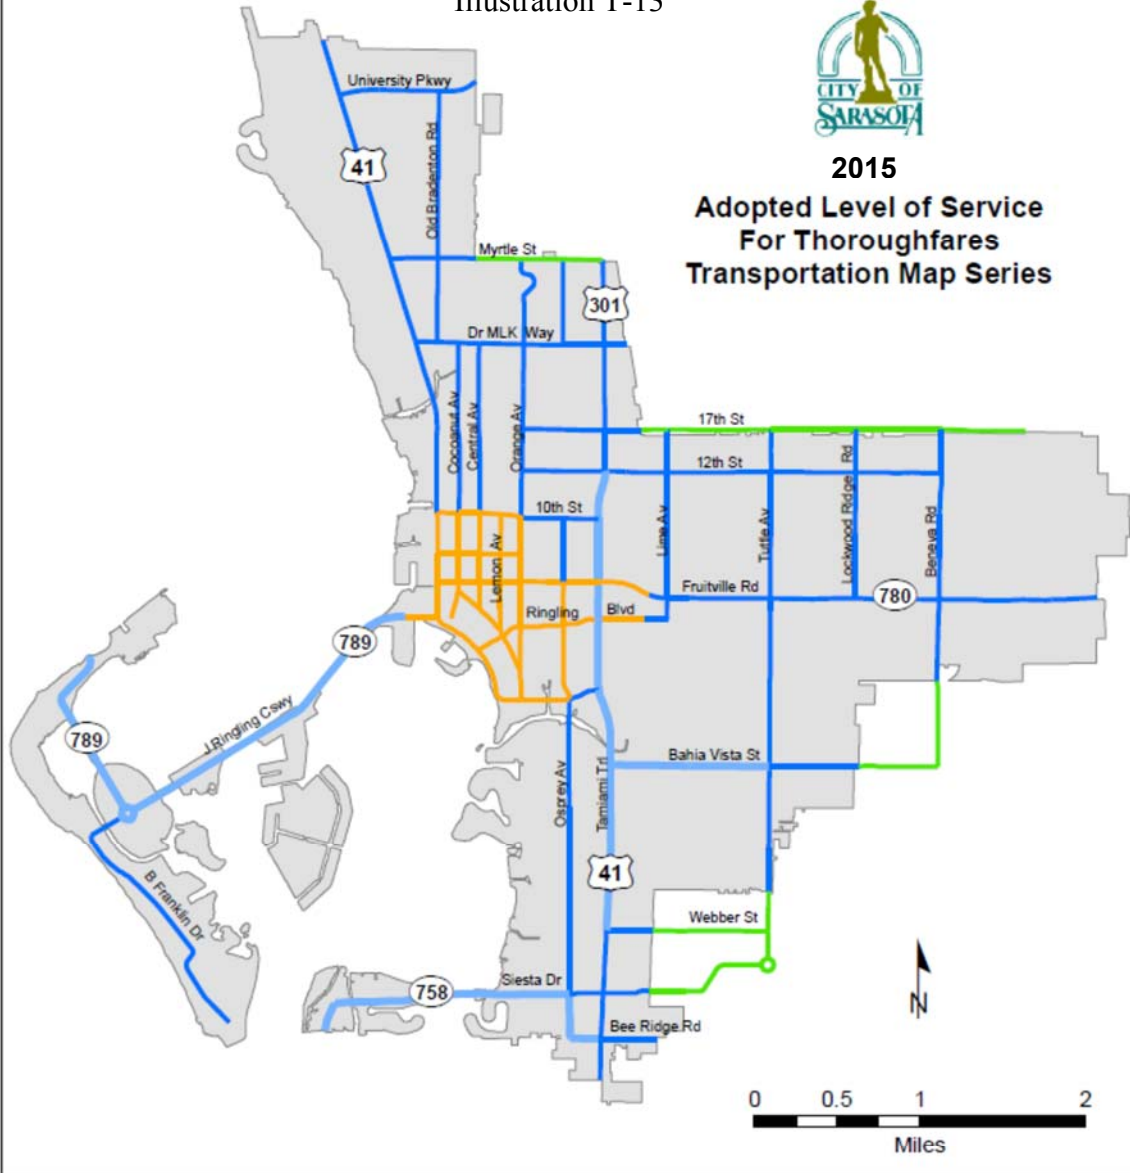 Illustration T-15
CITY OF
SARASOTA
2015
Adopted Level of Service
For Thoroughfares
Transportation Map Series
University Pkwy
41
Old Bradenton Rd
Myrtle St
301
Dr MLK Way
Cocoanut Av
Central Av
Orange Av
17th St
12th St
10th St
Lime Av
Tuttle Av
Lockwood Ridge Rd
Beneva Rd
Lemon Av
Fruitville Rd
780
Ringling Blvd
789
J Ringling Cswy
789
Bahia Vista St
Osprey Av
Tamiami Trl
41
B Franklin Dr
Webber St
Siesta Dr
758
Bee Ridge Rd
N
0 0.5 1 2
Miles